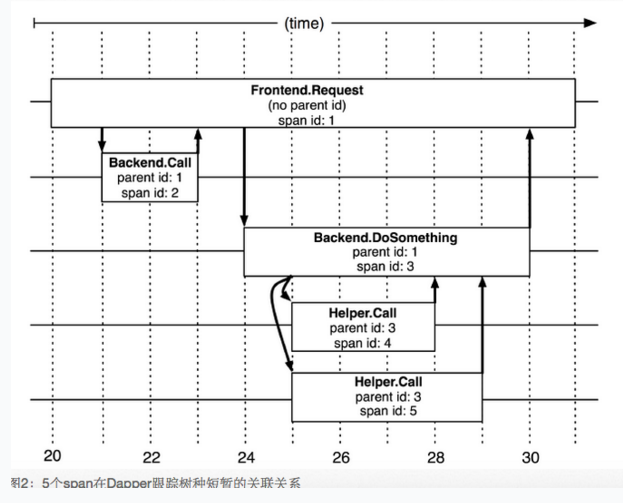 (time)
Frontend.Request
(no parent id)
span id: 1
Backend.Call
parent id: 1
span id: 2
Backend.DoSomething
parent id: 1
span id: 3
Helper.Call
parent id: 3
span id: 4
Helper.Call
parent id: 3
span id: 5
20 22 24 26 28 30
图2：5个span在Dapper跟踪树种短暂的关联关系